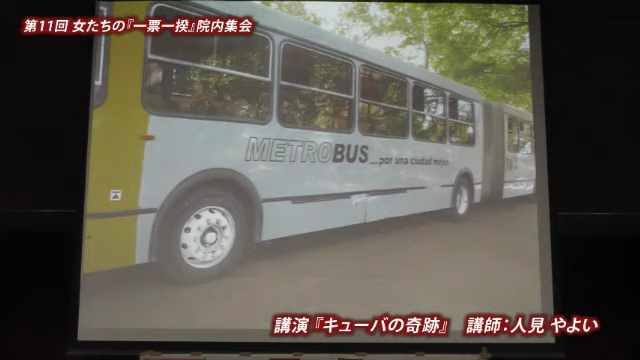 第11回 女たちの『一票一揆』院内集会
METROBUS ...por una ciudad mejor
講演『キューバの奇跡』 講師：人見 やよい